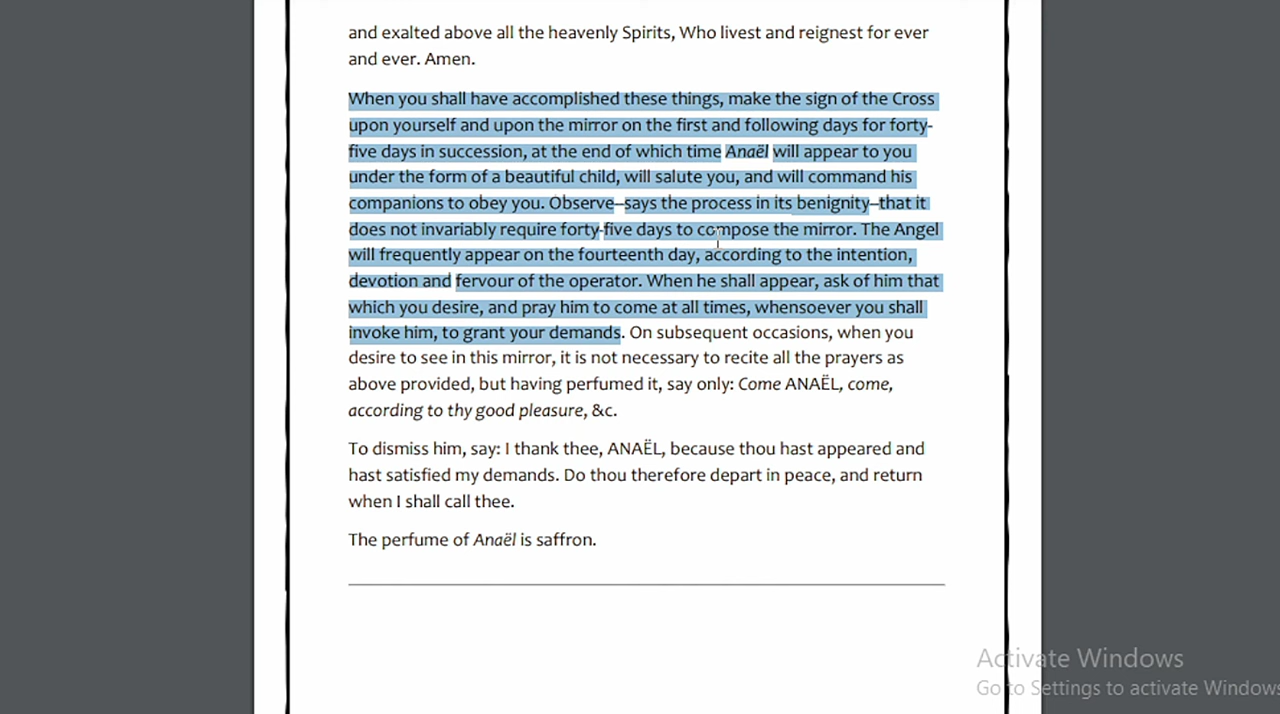 and exalted above all the heavenly Spirits, Who livest and reignest for ever
and ever. Amen.
When you shall have accomplished these things, make the sign of the Cross
upon yourself and upon the mirror on the first and following days for forty-
five days in succession, at the end of which time Anaël will appear to you
under the form of a beautiful child, will salute you, and will command his
companions to obey you. Observe--says the process in its benignity--that it
does not invariably require forty-five days to compose the mirror. The Angel
will frequently appear on the fourteenth day, according to the intention,
devotion and fervour of the operator. When he shall appear, ask of him that
which you desire, and pray him to come at all times, whensoever you shall
invoke him, to grant your demands. On subsequent occasions, when you
desire to see in this mirror, it is not necessary to recite all the prayers as
above provided, but having perfumed it, say only: Come ANAËL, come,
according to thy good pleasure, &c.
To dismiss him, say: I thank thee, ANAËL, because thou hast appeared and
hast satisfied my demands. Do thou therefore depart in peace, and return
when I shall call thee.
The perfume of Anaël is saffron.
Activate Windows
Go to Settings to activate Windows